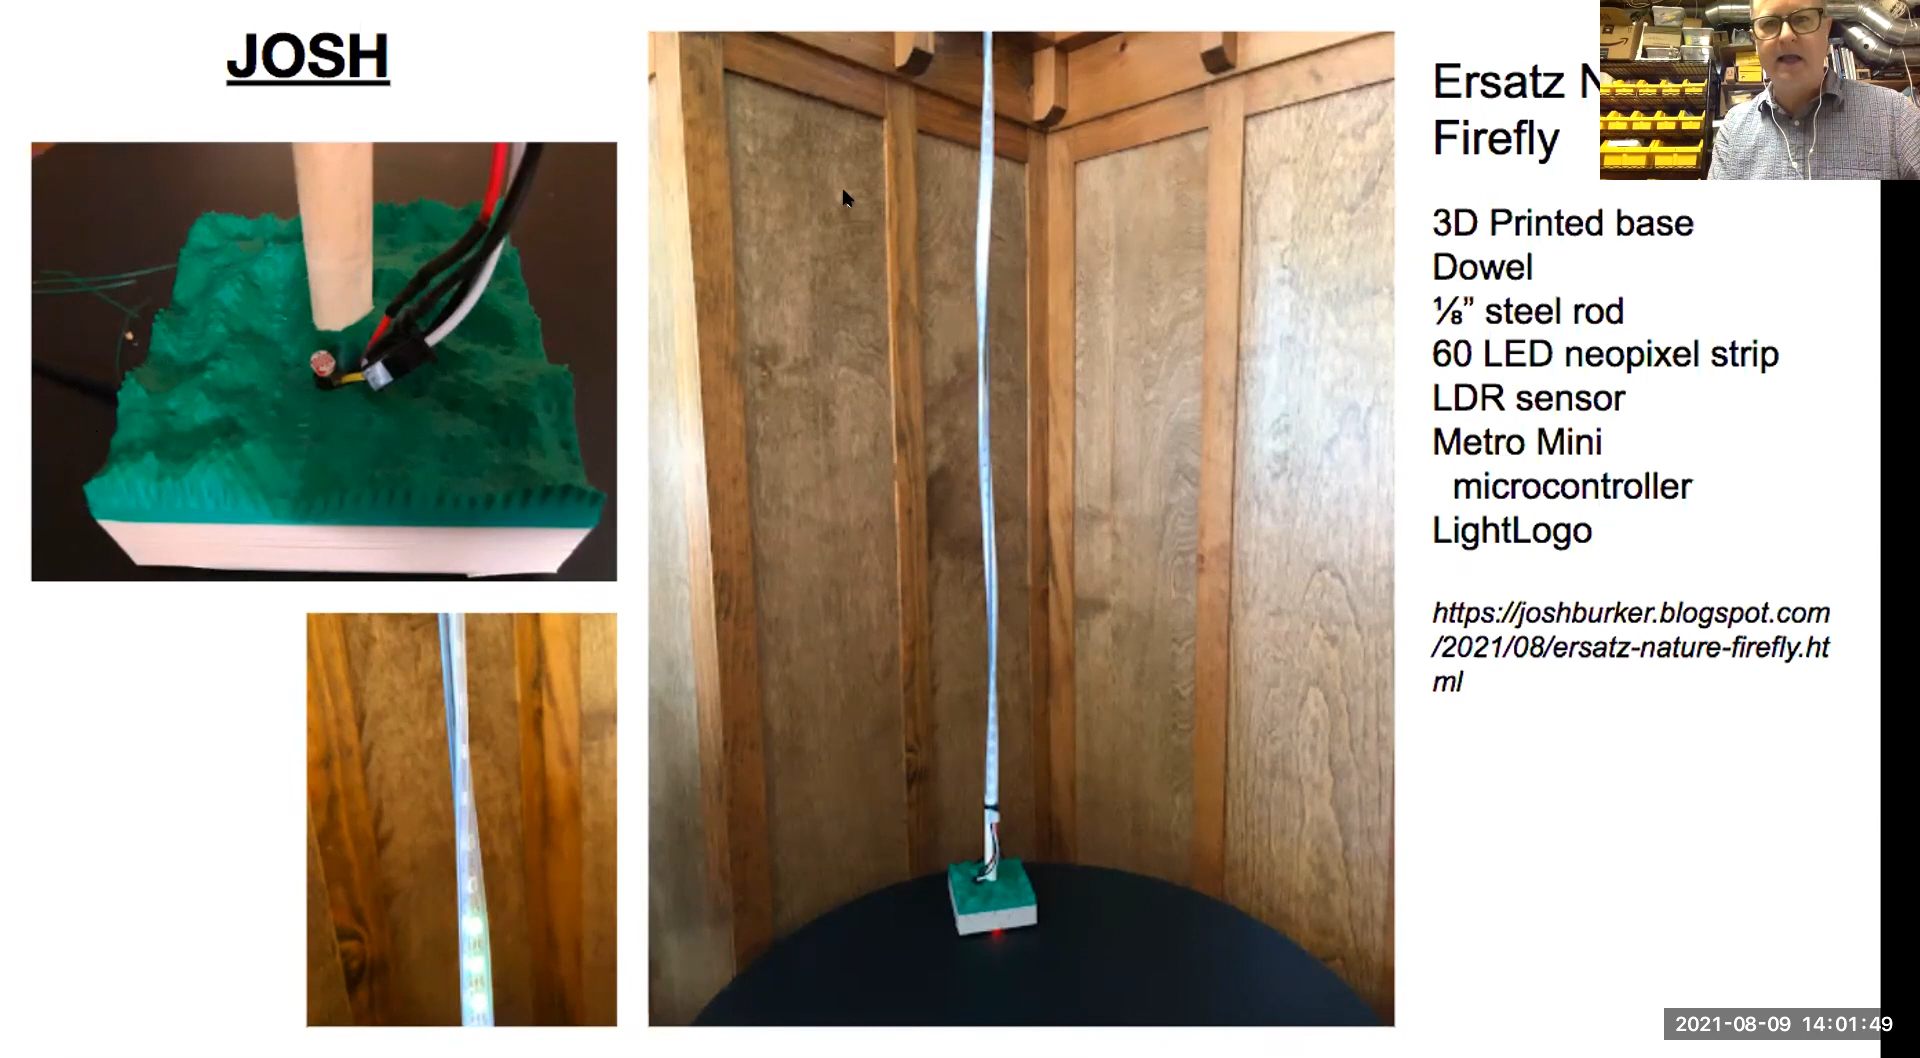 JOSH
Ersatz
Firefly
3D Printed base
Dowel
⅛” steel rod
60 LED neopixel strip
LDR sensor
Metro Mini
microcontroller
LightLogo
https://joshburker.blogspot.com
/2021/08/ersatz-nature-firefly.ht
ml
2021-08-09 14:01:49